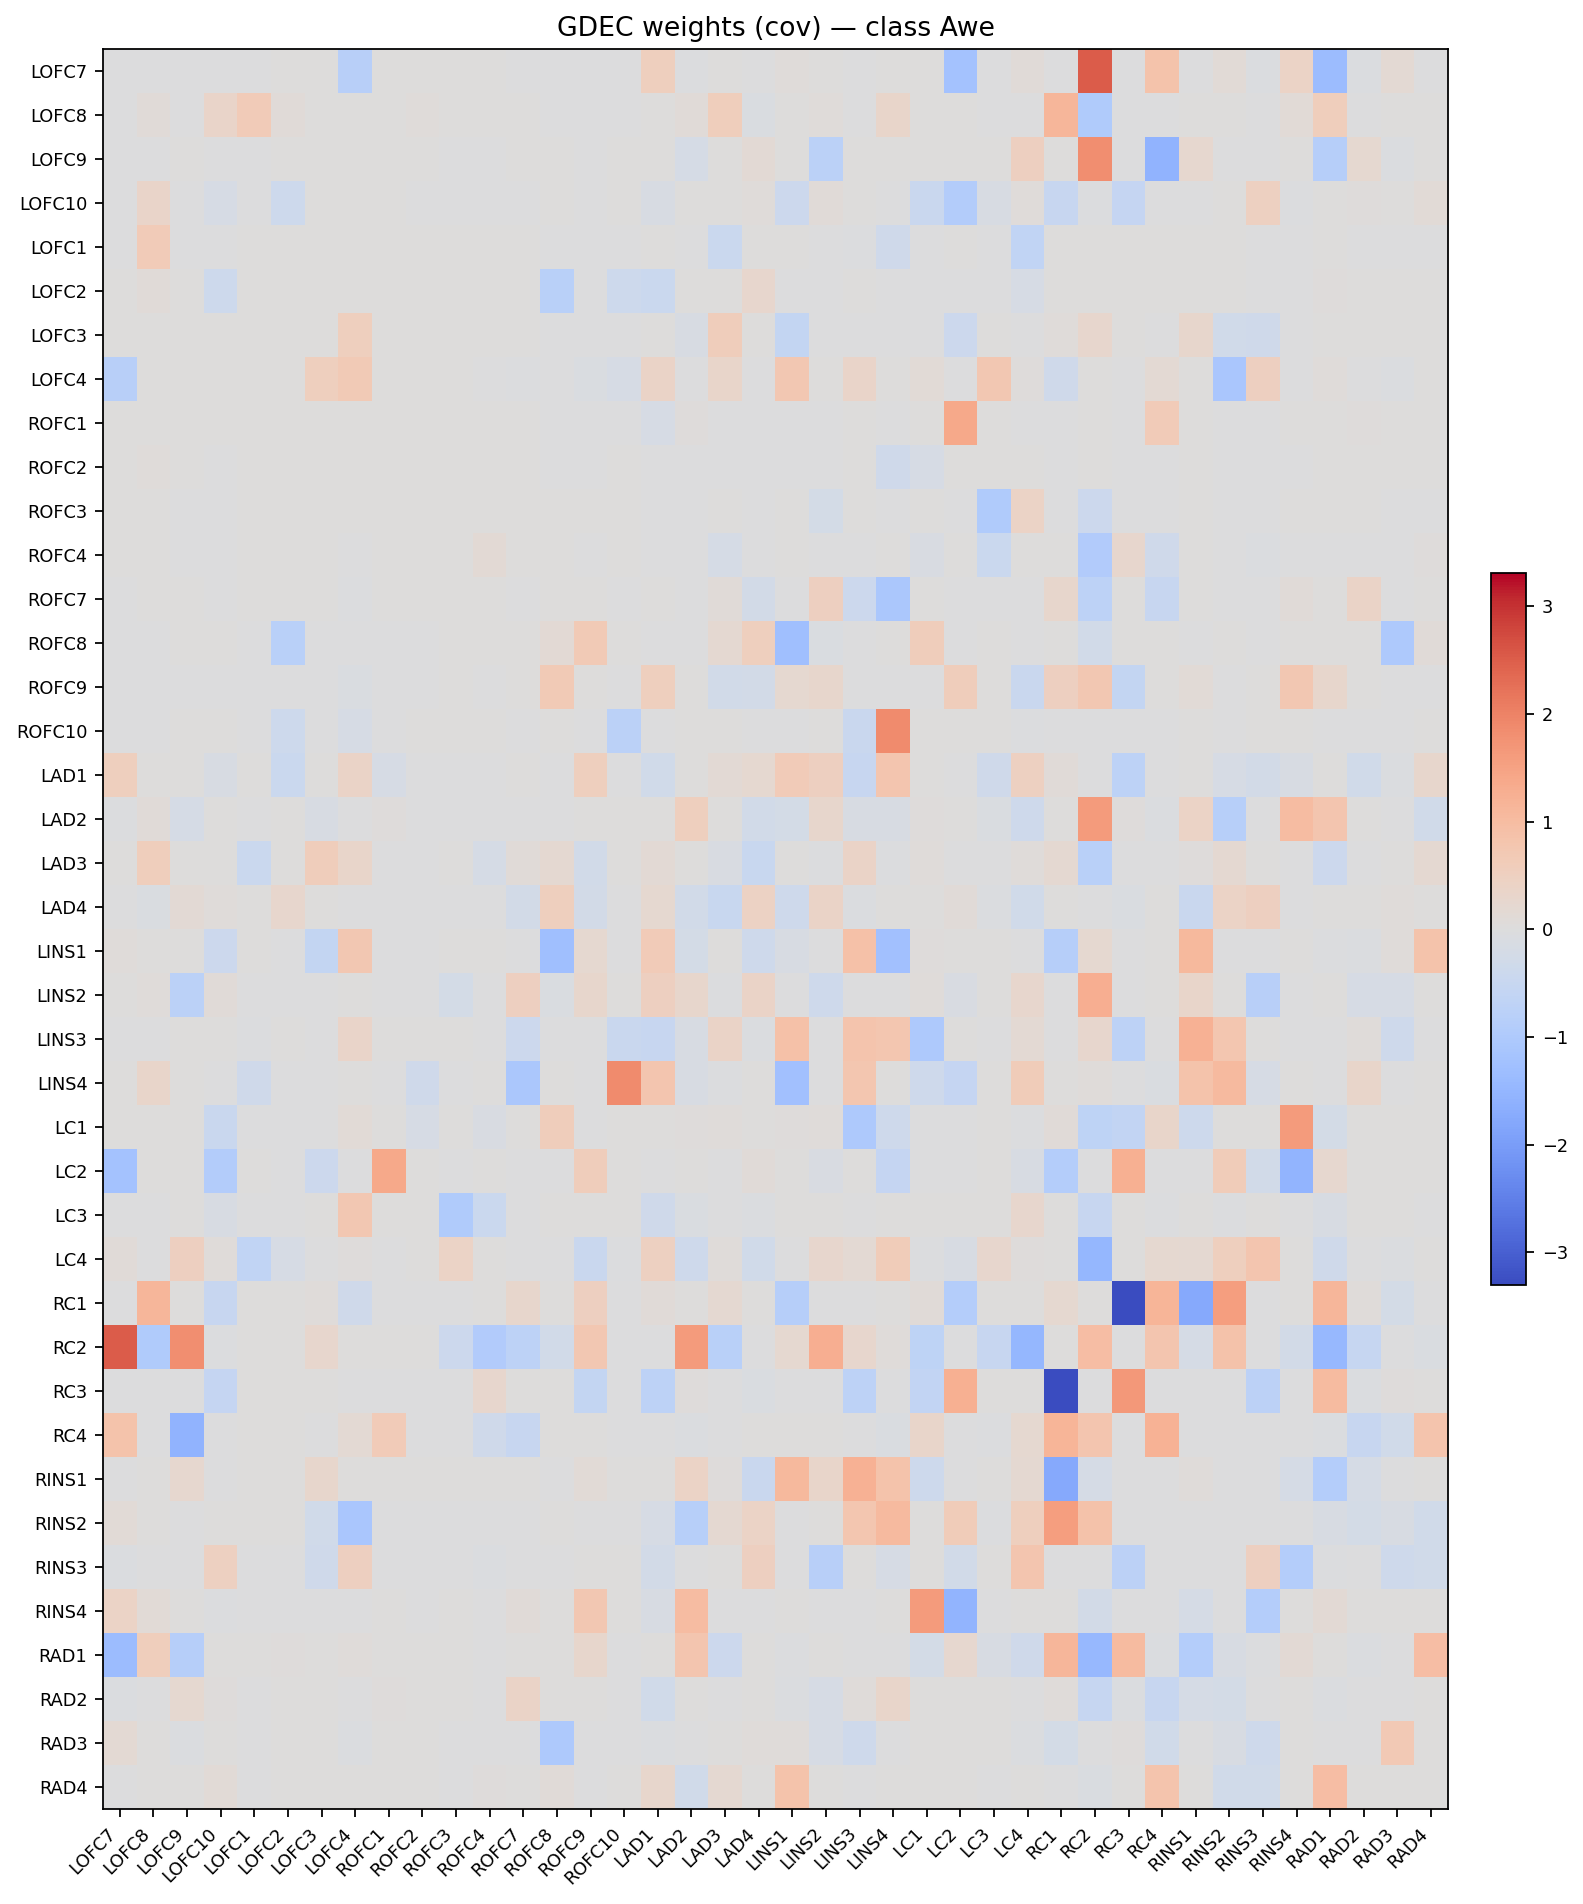 GDEC weights (cov) — class Awe
LOFC7
LOFC8
LOFC9
LOFC10
LOFC1
LOFC2
LOFC3
LOFC4
ROFC1
ROFC2
ROFC3
ROFC4
ROFC7
ROFC8
ROFC9
ROFC10
LAD1
LAD2
LAD3
LAD4
LINS1
LINS2
LINS3
LINS4
LC1
LC2
LC3
LC4
RC1
RC2
RC3
RC4
RINS1
RINS2
RINS3
RINS4
RAD1
RAD2
RAD3
RAD4
LOFC7
LOFC8
LOFC9
LOFC10
LOFC1
LOFC2
LOFC3
LOFC4
ROFC1
ROFC2
ROFC3
ROFC4
ROFC7
ROFC8
ROFC9
ROFC10
LAD1
LAD2
LAD3
LAD4
LINS1
LINS2
LINS3
LINS4
LC1
LC2
LC3
LC4
RC1
RC2
RC3
RC4
RINS1
RINS2
RINS3
RINS4
RAD1
RAD2
RAD3
RAD4
3
2
1
0
−1
−2
−3